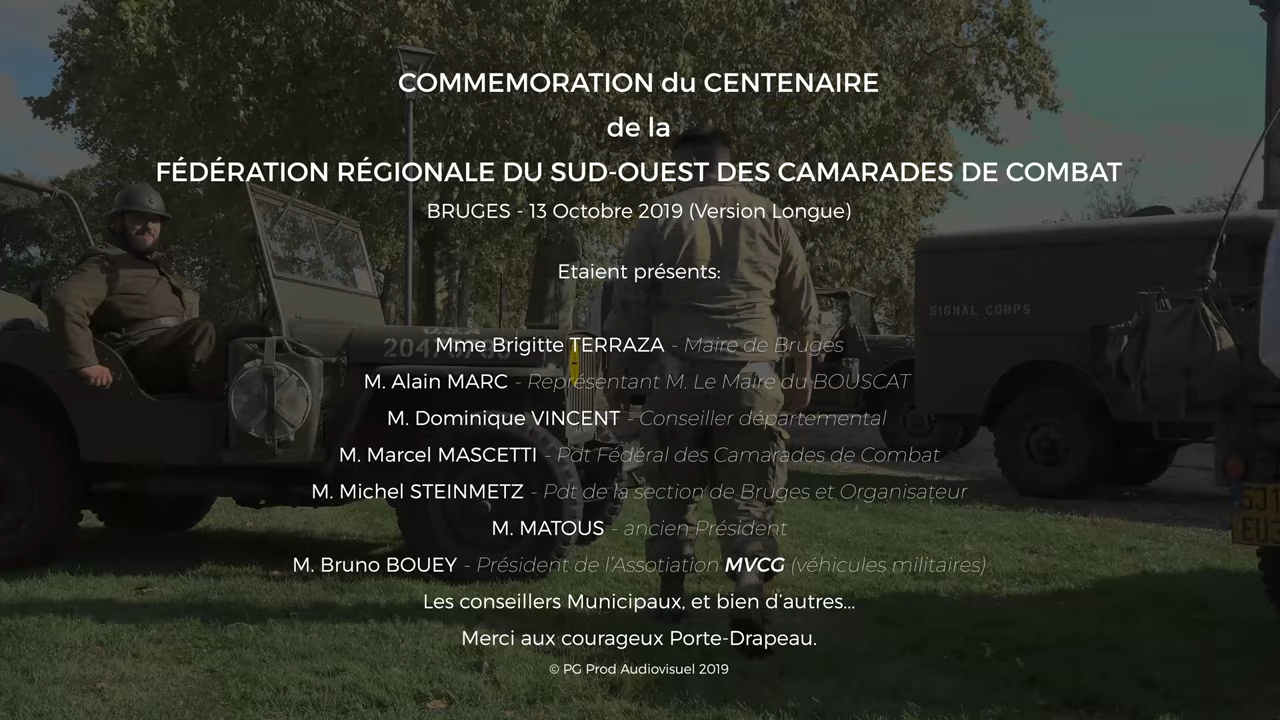 COMMEMORATION du CENTENAIRE
de la
FÉDÉRATION RÉGIONALE DU SUD-OUEST DES CAMARADES DE COMBAT
BRUGES - 13 Octobre 2019 (Version Longue)
Etaient présents:
SIGNAL CORPS
Mme Brigitte TERRAZA - Maire de Bruges
M. Alain MARC - Représentant M. Le Maire du BOUSCAT
M. Dominique VINCENT - Conseiller départemental
M. Marcel MASCETTI - Pdt Fédéral des Camarades de Combat
M. Michel STEINMETZ - Pdt de la section de Bruges et Organisateur
M. MATOUS - ancien Président
M. Bruno BOUEY - Président de l'Assotiation MVCG (véhicules militaires)
Les conseillers Municipaux, et bien d'autres...
Merci aux courageux Porte-Drapeau.
© PG Prod Audiovisuel 2019